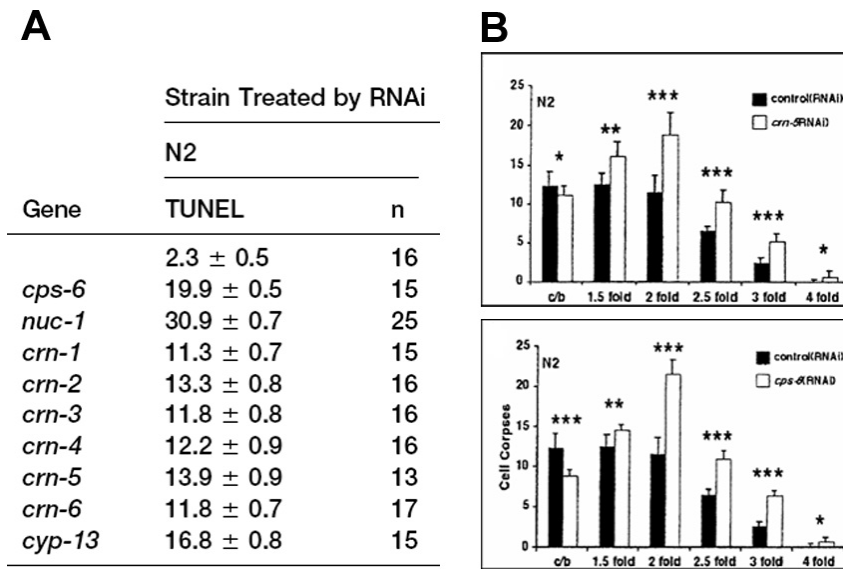 A
Strain Treated by RNAi
N2
Gene TUNEL n
2.3 ± 0.5 16
cps-6 19.9 ± 0.5 15
nuc-1 30.9 ± 0.7 25
crn-1 11.3 ± 0.7 15
crn-2 13.3 ± 0.8 16
crn-3 11.8 ± 0.8 16
crn-4 12.2 ± 0.9 16
crn-5 13.9 ± 0.9 13
crn-6 11.8 ± 0.7 17
cyp-13 16.8 ± 0.8 15
B
25
20
15
10
5
0
N2
* ** *** *** *** *
control(RNAi)
crn-5(RNAi)
c/b 1.5 fold 2 fold 2.5 fold 3 fold 4 fold
Cell Corpses
25
20
15
10
5
0
N2
*** ** *** *** *** *
control(RNAi)
cps-6(RNAi)
c/b 1.5 fold 2 fold 2.5 fold 3 fold 4 fold